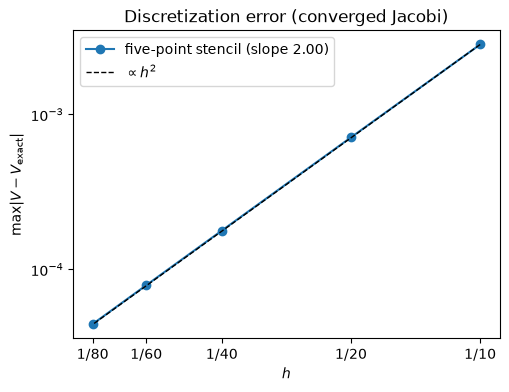 Discretization error (converged Jacobi)
five-point stencil (slope 2.00)
∝ h²
max|V − V_exact|
10⁻³
10⁻⁴
1/80 1/60 1/40 1/20 1/10
h